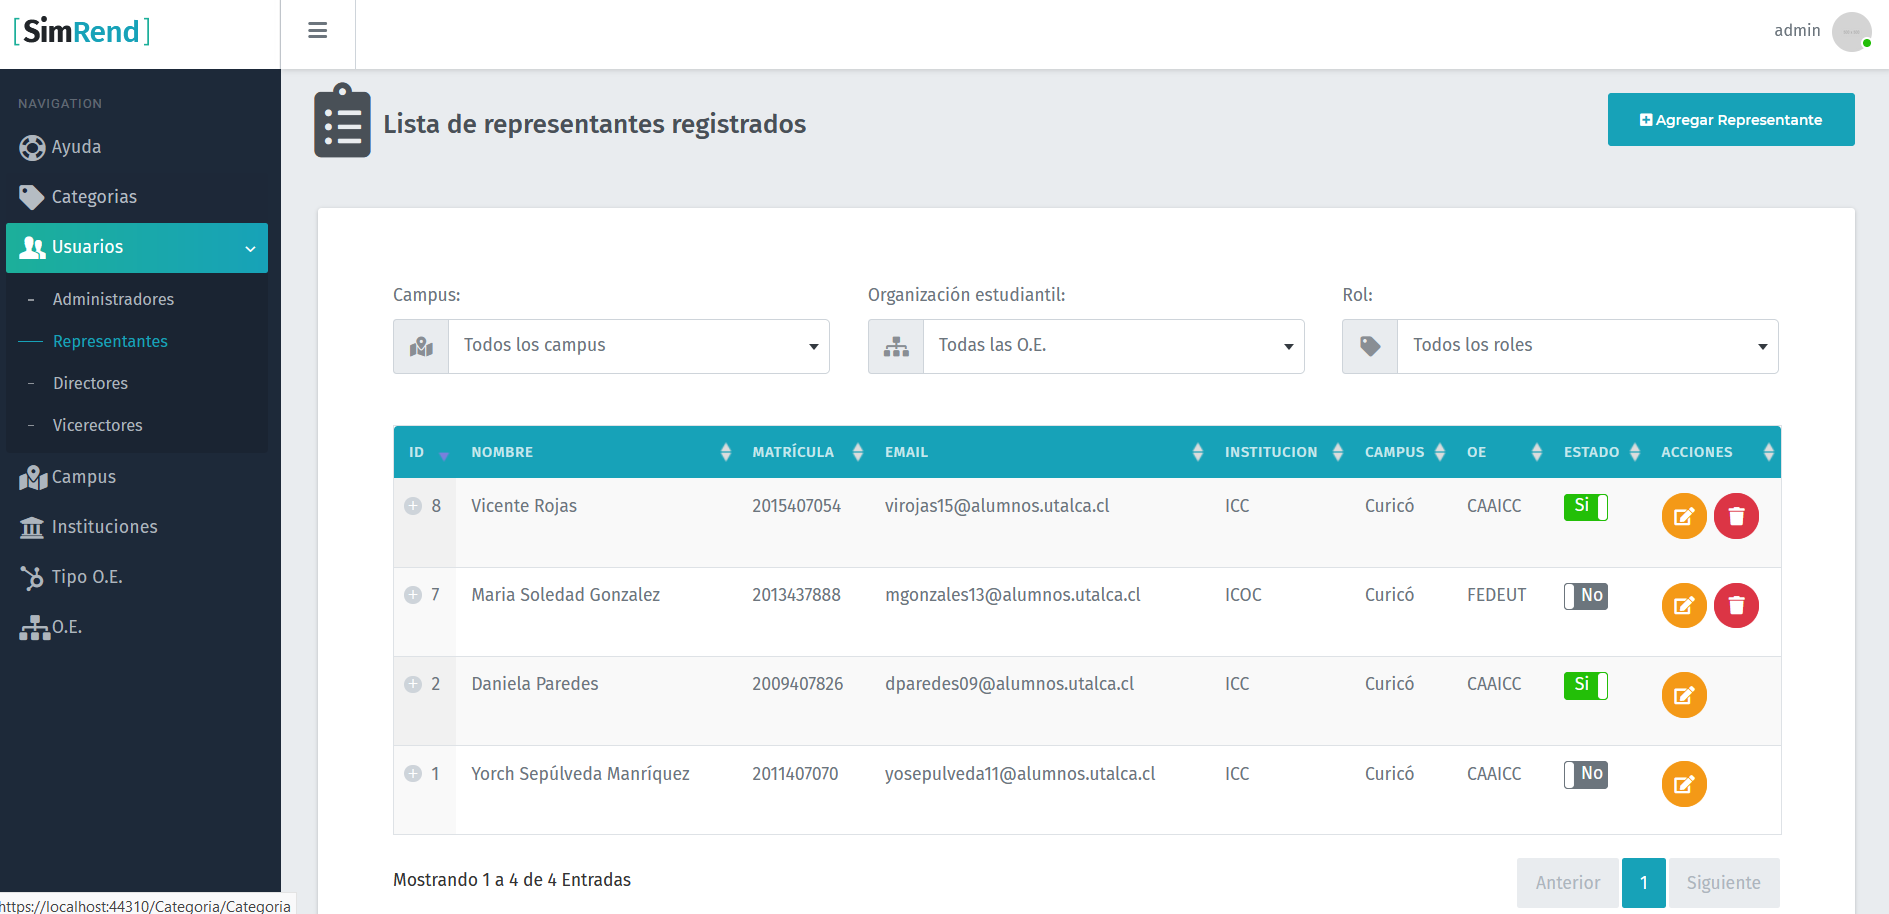 [SimRend]
admin
NAVIGATION
Ayuda
Categorias
Usuarios
- Administradores
Representantes
- Directores
- Vicerectores
Campus
Instituciones
Tipo O.E.
O.E.
https://localhost:44310/Categoria/Categoria
Lista de representantes registrados
Agregar Representante
Campus: Organización estudiantil: Rol:
Todos los campus Todas las O.E. Todos los roles
ID NOMBRE MATRÍCULA EMAIL INSTITUCION CAMPUS OE ESTADO ACCIONES
8 Vicente Rojas 2015407054 virojas15@alumnos.utalca.cl ICC Curicó CAAICC Si
7 Maria Soledad Gonzalez 2013437888 mgonzales13@alumnos.utalca.cl ICOC Curicó FEDEUT No
2 Daniela Paredes 2009407826 dparedes09@alumnos.utalca.cl ICC Curicó CAAICC Si
1 Yorch Sepúlveda Manríquez 2011407070 yosepulveda11@alumnos.utalca.cl ICC Curicó CAAICC No
Mostrando 1 a 4 de 4 Entradas
Anterior 1 Siguiente